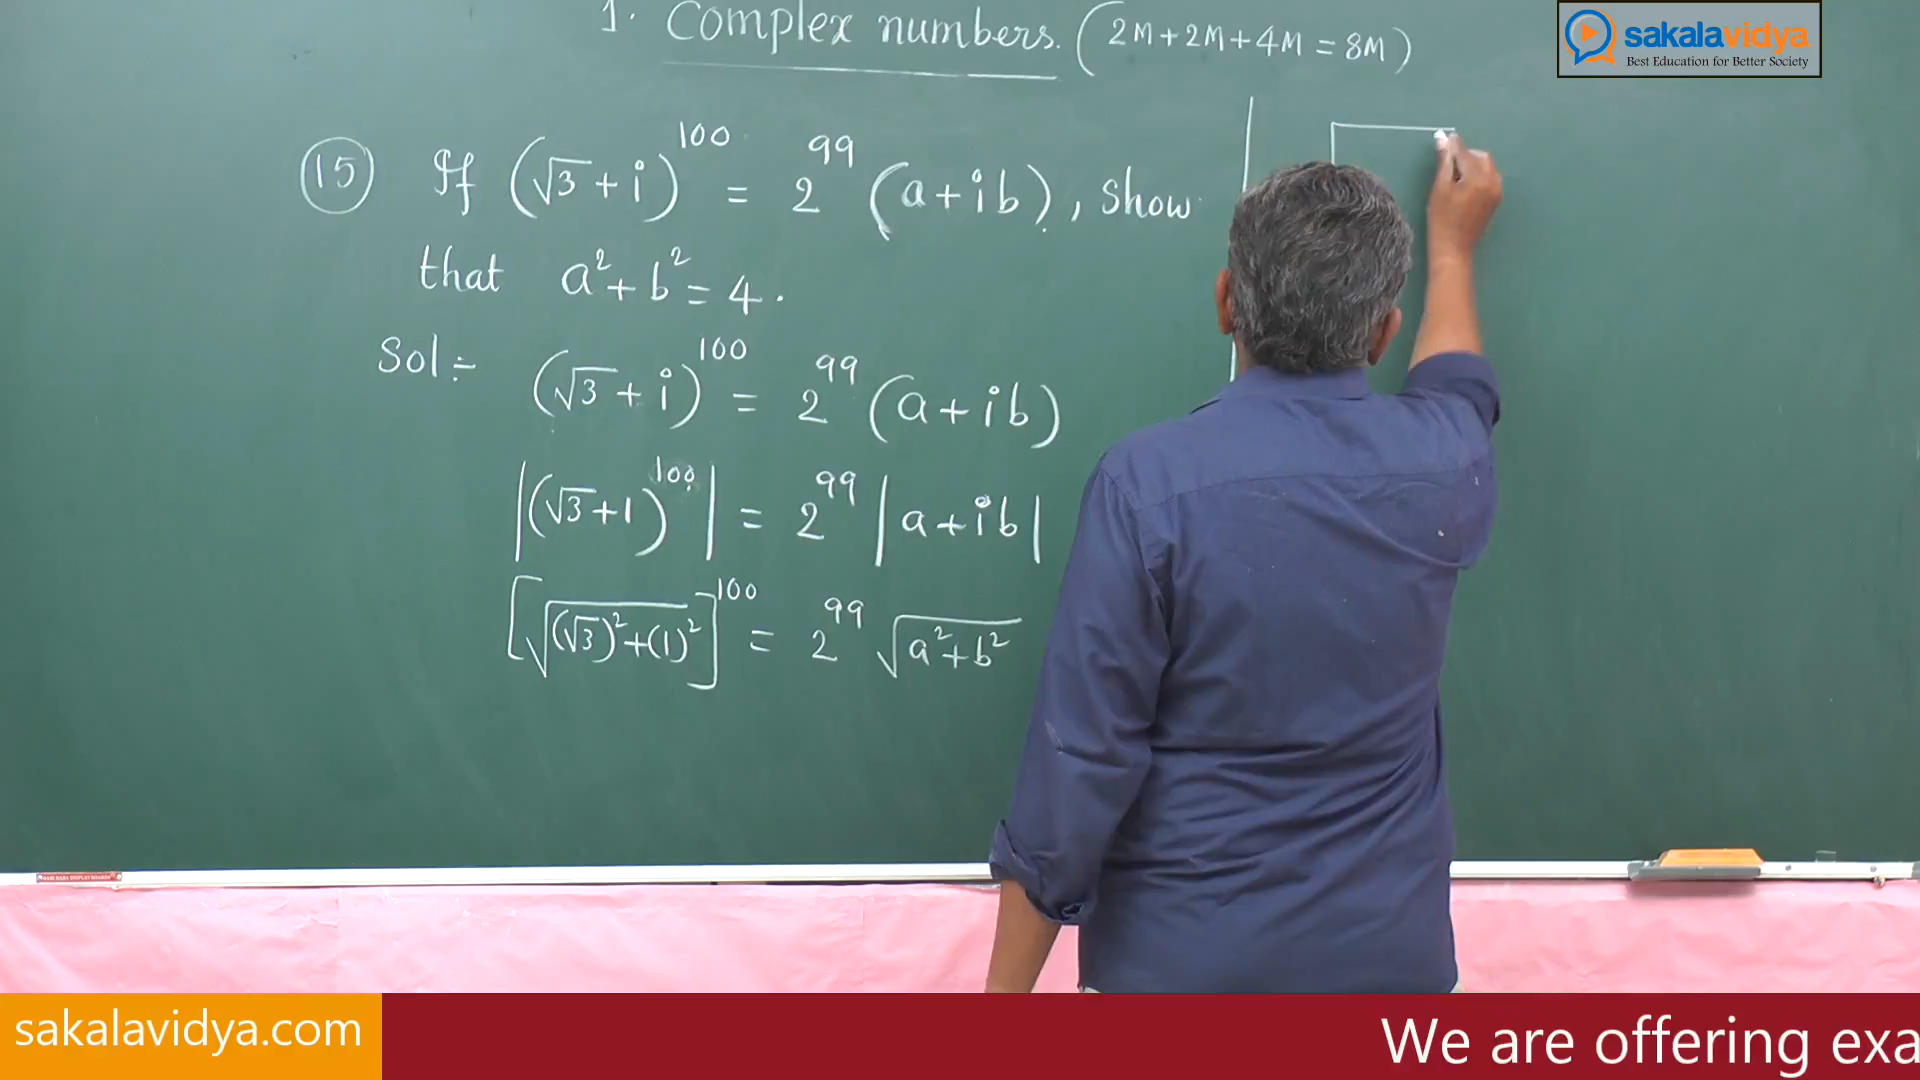 1. Complex numbers. (2M+2M+4M=8M)
sakalavidya
Best Education for Better Society
(15) If (√3+i)^100 = 2^99 (a+ib), show
that a²+b²=4.
Sol:- (√3+i)^100 = 2^99 (a+ib)
|(√3+1)^100| = 2^99 |a+ib|
[√((√3)²+(1)²)]^100 = 2^99 √(a²+b²)
sakalavidya.com
We are offering exa